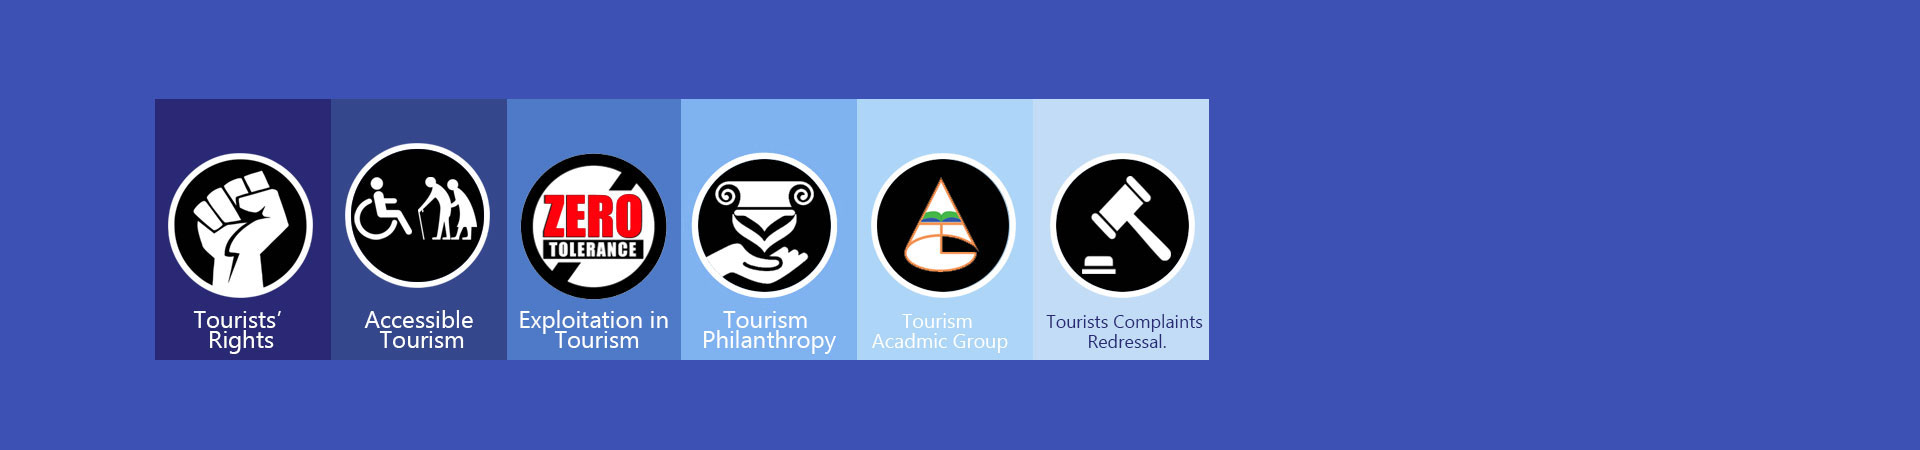 Tourists'
Rights
Accessible
Tourism
ZERO
TOLERANCE
Exploitation in
Tourism
Tourism
Philanthropy
Tourism
Acadmic Group
Tourists Complaints
Redressal.